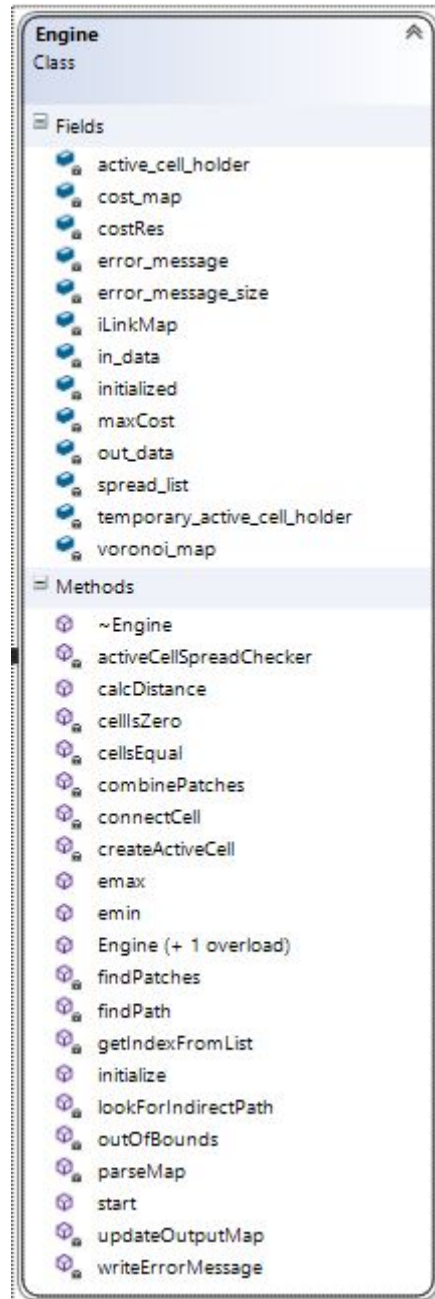 Engine
Class
Fields
active_cell_holder
cost_map
costRes
error_message
error_message_size
iLinkMap
in_data
initialized
maxCost
out_data
spread_list
temporary_active_cell_holder
voronoi_map
Methods
~Engine
activeCellSpreadChecker
calcDistance
cellIsZero
cellsEqual
combinePatches
connectCell
createActiveCell
emax
emin
Engine (+ 1 overload)
findPatches
findPath
getIndexFromList
initialize
lookForIndirectPath
outOfBounds
parseMap
start
updateOutputMap
writeErrorMessage